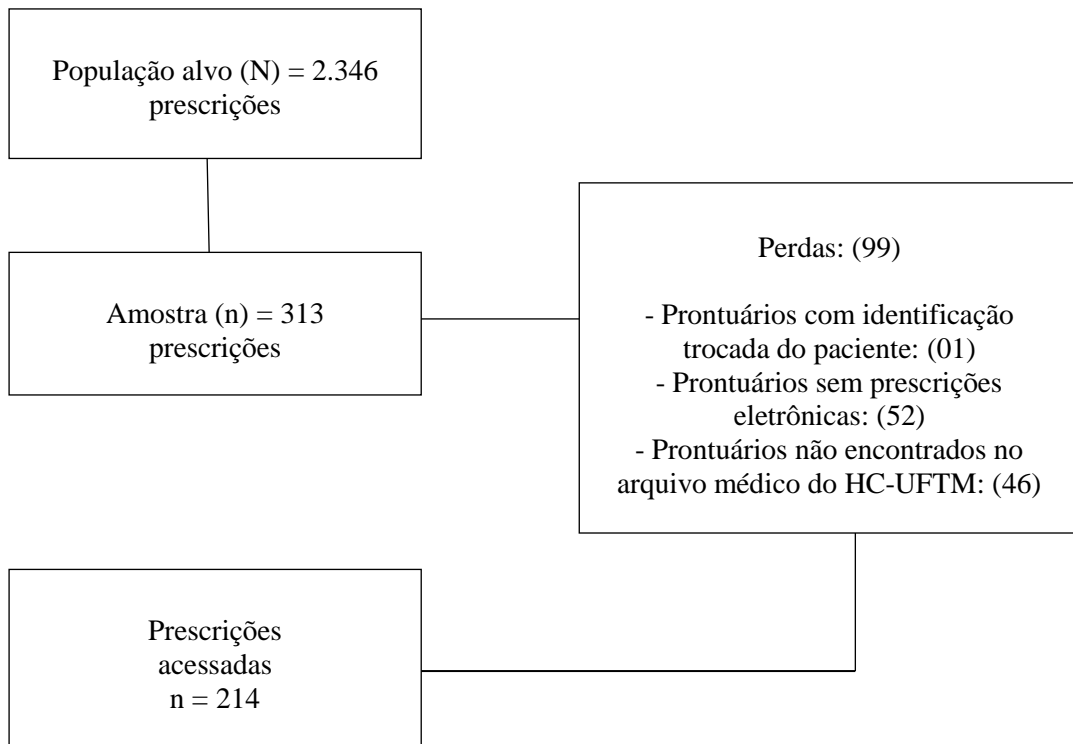 População alvo (N) = 2.346
prescrições
Amostra (n) = 313
prescrições
Perdas: (99)
- Prontuários com identificação
trocada do paciente: (01)
- Prontuários sem prescrições
eletrônicas: (52)
- Prontuários não encontrados no
arquivo médico do HC-UFTM: (46)
Prescrições
acessadas
n = 214